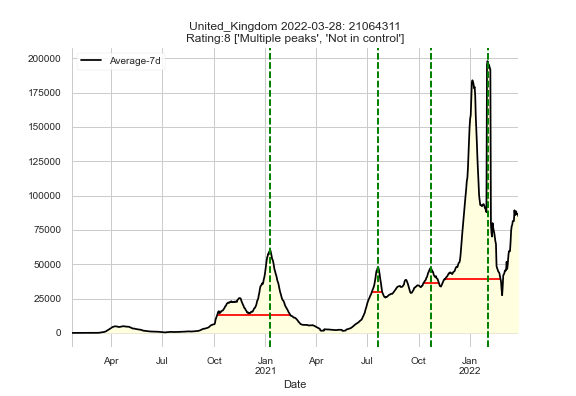 United_Kingdom 2022-03-28: 21064311
Rating:8 ['Multiple peaks', 'Not in control']
Average-7d
200000
175000
150000
125000
100000
75000
50000
25000
0
Apr Jul Oct Jan Apr Jul Oct Jan
2021 2022
Date